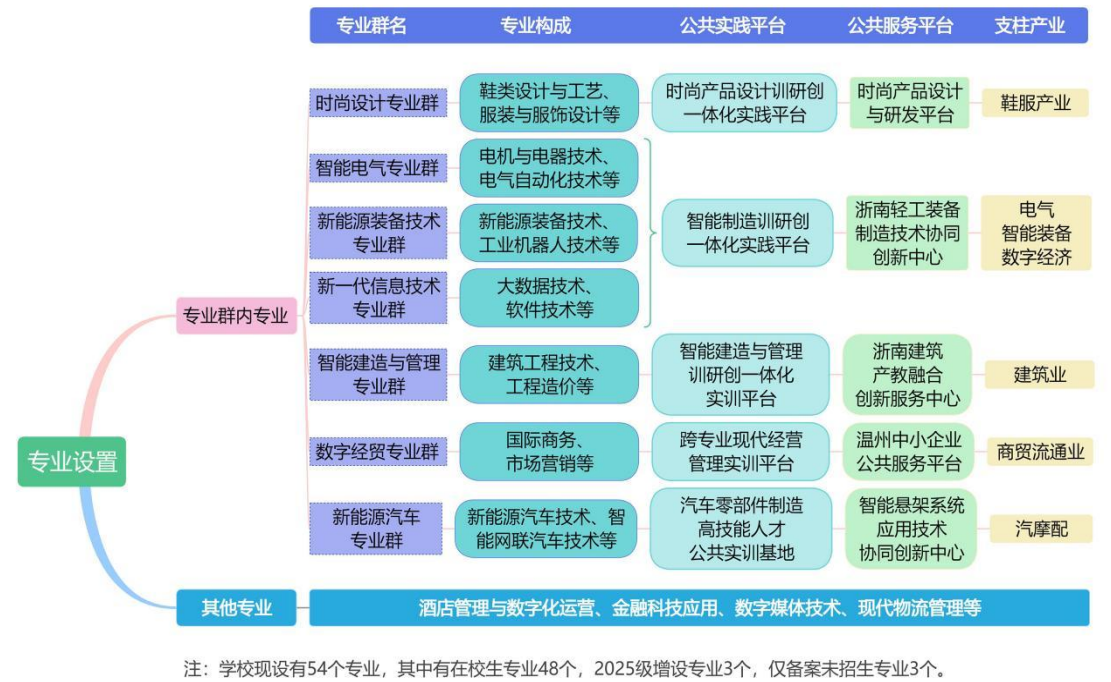 专业群名 专业构成 公共实践平台 公共服务平台 支柱产业
时尚设计专业群
鞋类设计与工艺、
服装与服饰设计等
时尚产品设计训研创
一体化实践平台
时尚产品设计
与研发平台
鞋服产业
智能电气专业群
电机与电器技术、
电气自动化技术等
新能源装备技术
专业群
新能源装备技术、
工业机器人技术等
新一代信息技术
专业群
大数据技术、
软件技术等
智能制造训研创
一体化实践平台
浙南轻工装备
制造技术协同
创新中心
电气
智能装备
数字经济
专业群内专业
智能建造与管理
专业群
建筑工程技术、
工程造价等
智能建造与管理
训研创一体化
实训平台
浙南建筑
产教融合
创新服务中心
建筑业
专业设置
数字经贸专业群
国际商务、
市场营销等
跨专业现代经营
管理实训平台
温州中小企业
公共服务平台
商贸流通业
新能源汽车
专业群
新能源汽车技术、智
能网联汽车技术等
汽车零部件制造
高技能人才
公共实训基地
智能悬架系统
应用技术
协同创新中心
汽摩配
其他专业
酒店管理与数字化运营、金融科技应用、数字媒体技术、现代物流管理等
注：学校现设有54个专业，其中有在校生专业48个，2025级增设专业3个，仅备案未招生专业3个。